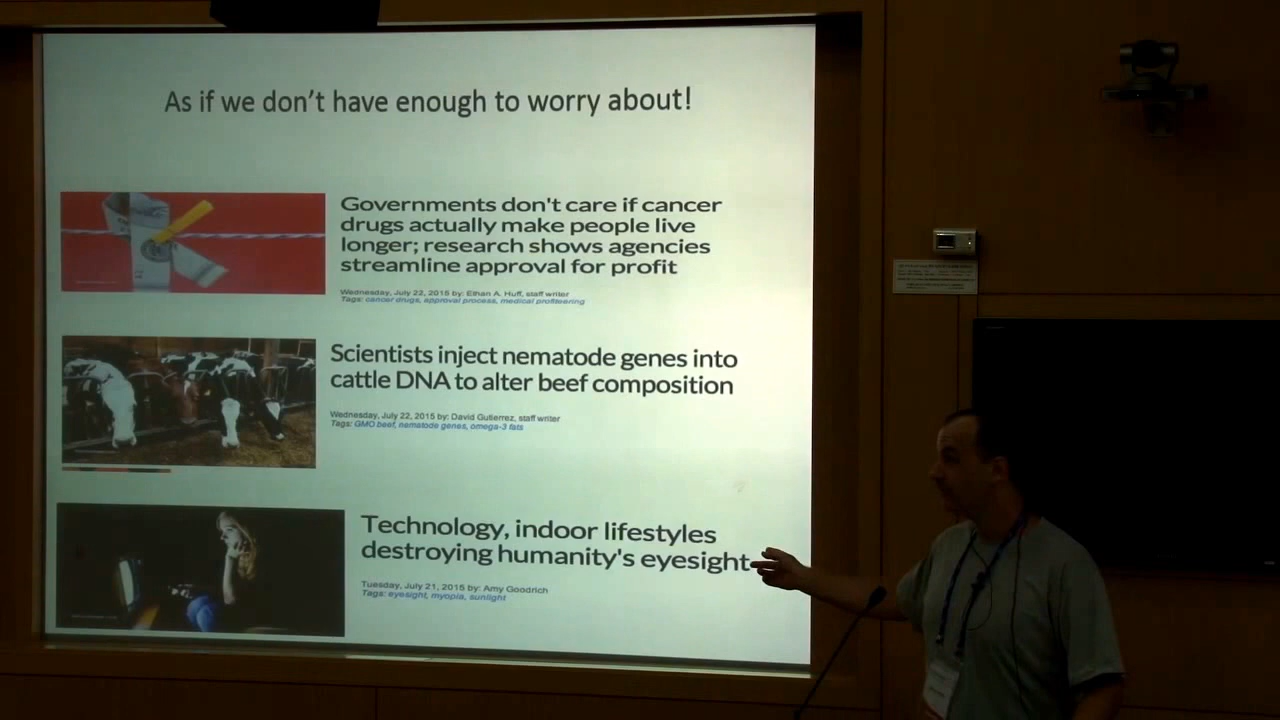 As if we don't have enough to worry about!
Governments don't care if cancer
drugs actually make people live
longer; research shows agencies
streamline approval for profit
Wednesday, July 22, 2015 by: Ethan A. Huff, staff writer
Tags: cancer drugs, approval process, medical profiteering
Scientists inject nematode genes into
cattle DNA to alter beef composition
Wednesday, July 22, 2015 by: David Gutierrez, staff writer
Tags: GMO beef, nematode genes, omega-3 fats
Technology, indoor lifestyles
destroying humanity's eyesight
Tuesday, July 21, 2015 by: Amy Goodrich
Tags: eyesight, myopia, sunlight